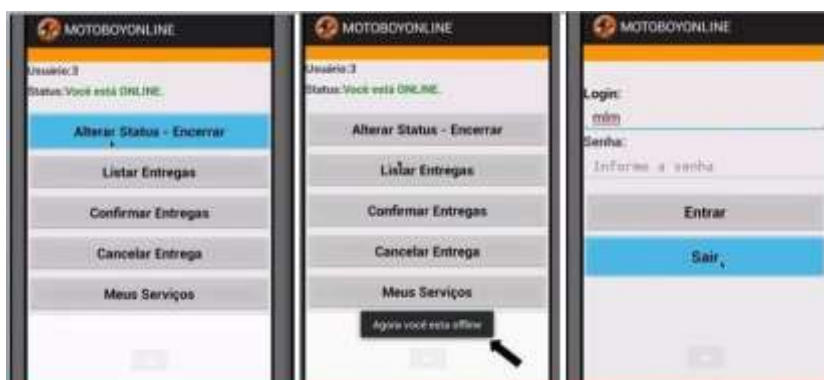 MOTOBOYONLINE
Usuário:3
Status:Você está ONLINE.
Alterar Status - Encerrar
Listar Entregas
Confirmar Entregas
Cancelar Entrega
Meus Serviços
MOTOBOYONLINE
Usuário:3
Status:Você está ONLINE.
Alterar Status - Encerrar
Listar Entregas
Confirmar Entregas
Cancelar Entrega
Meus Serviços
Agora você esta offline
MOTOBOYONLINE
Login:
mlm
Senha:
Informe a senha
Entrar
Sair